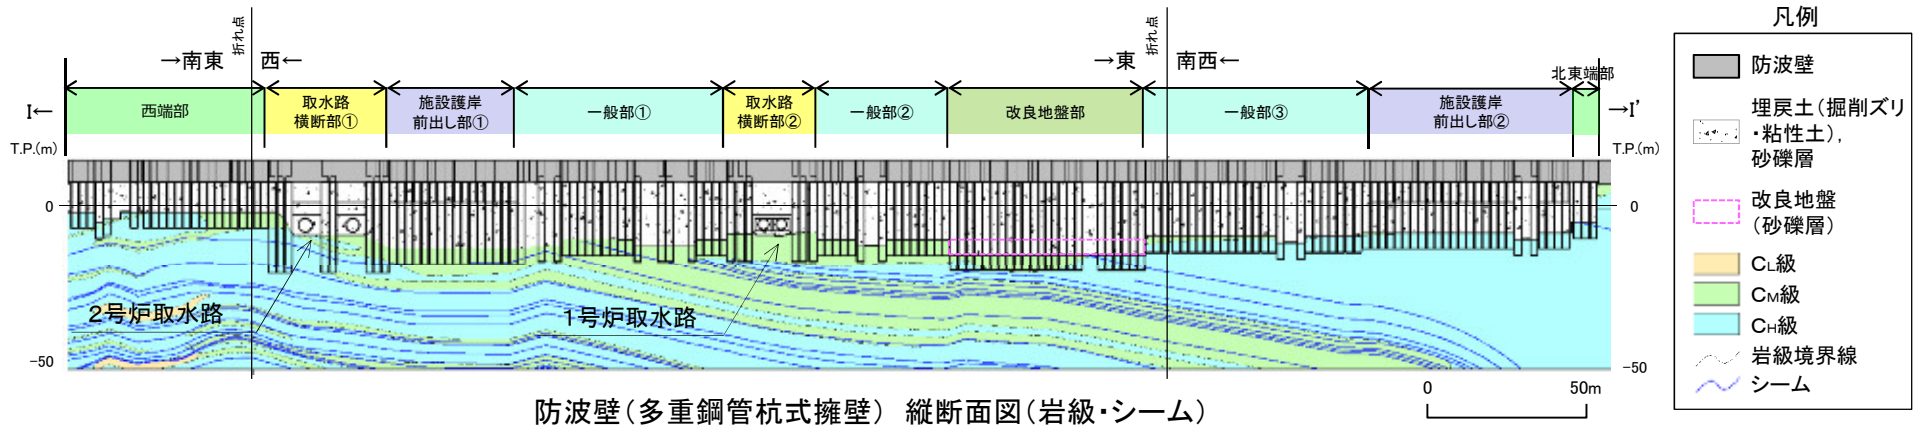 折れ点
折れ点
→南東
西←
→東
南西←
I←
西端部
取水路
横断部①
施設護岸
前出し部①
一般部①
取水路
横断部②
一般部②
改良地盤部
一般部③
施設護岸
前出し部②
北東端部
→I'
T.P.(m)
T.P.(m)
0
0
2号炉取水路
1号炉取水路
-50
-50
0
50m
防波壁(多重鋼管杭式擁壁) 縦断面図(岩級・シーム)
凡例
防波壁
埋戻土(掘削ズリ
・粘性土),
砂礫層
改良地盤
(砂礫層)
CL級
CM級
CH級
岩級境界線
シーム